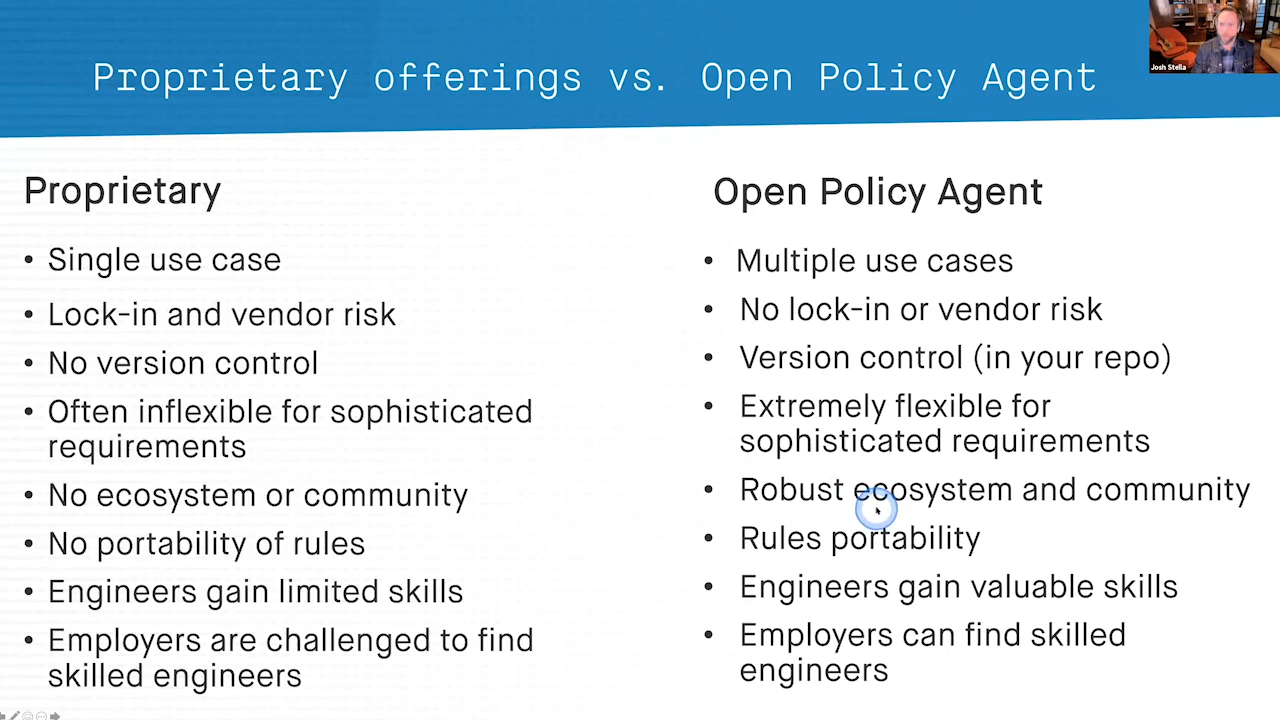 Proprietary offerings vs. Open Policy Agent
Josh Stella
Proprietary
• Single use case
• Lock-in and vendor risk
• No version control
• Often inflexible for sophisticated
requirements
• No ecosystem or community
• No portability of rules
• Engineers gain limited skills
• Employers are challenged to find
skilled engineers
Open Policy Agent
• Multiple use cases
• No lock-in or vendor risk
• Version control (in your repo)
• Extremely flexible for
sophisticated requirements
• Robust ecosystem and community
• Rules portability
• Engineers gain valuable skills
• Employers can find skilled
engineers